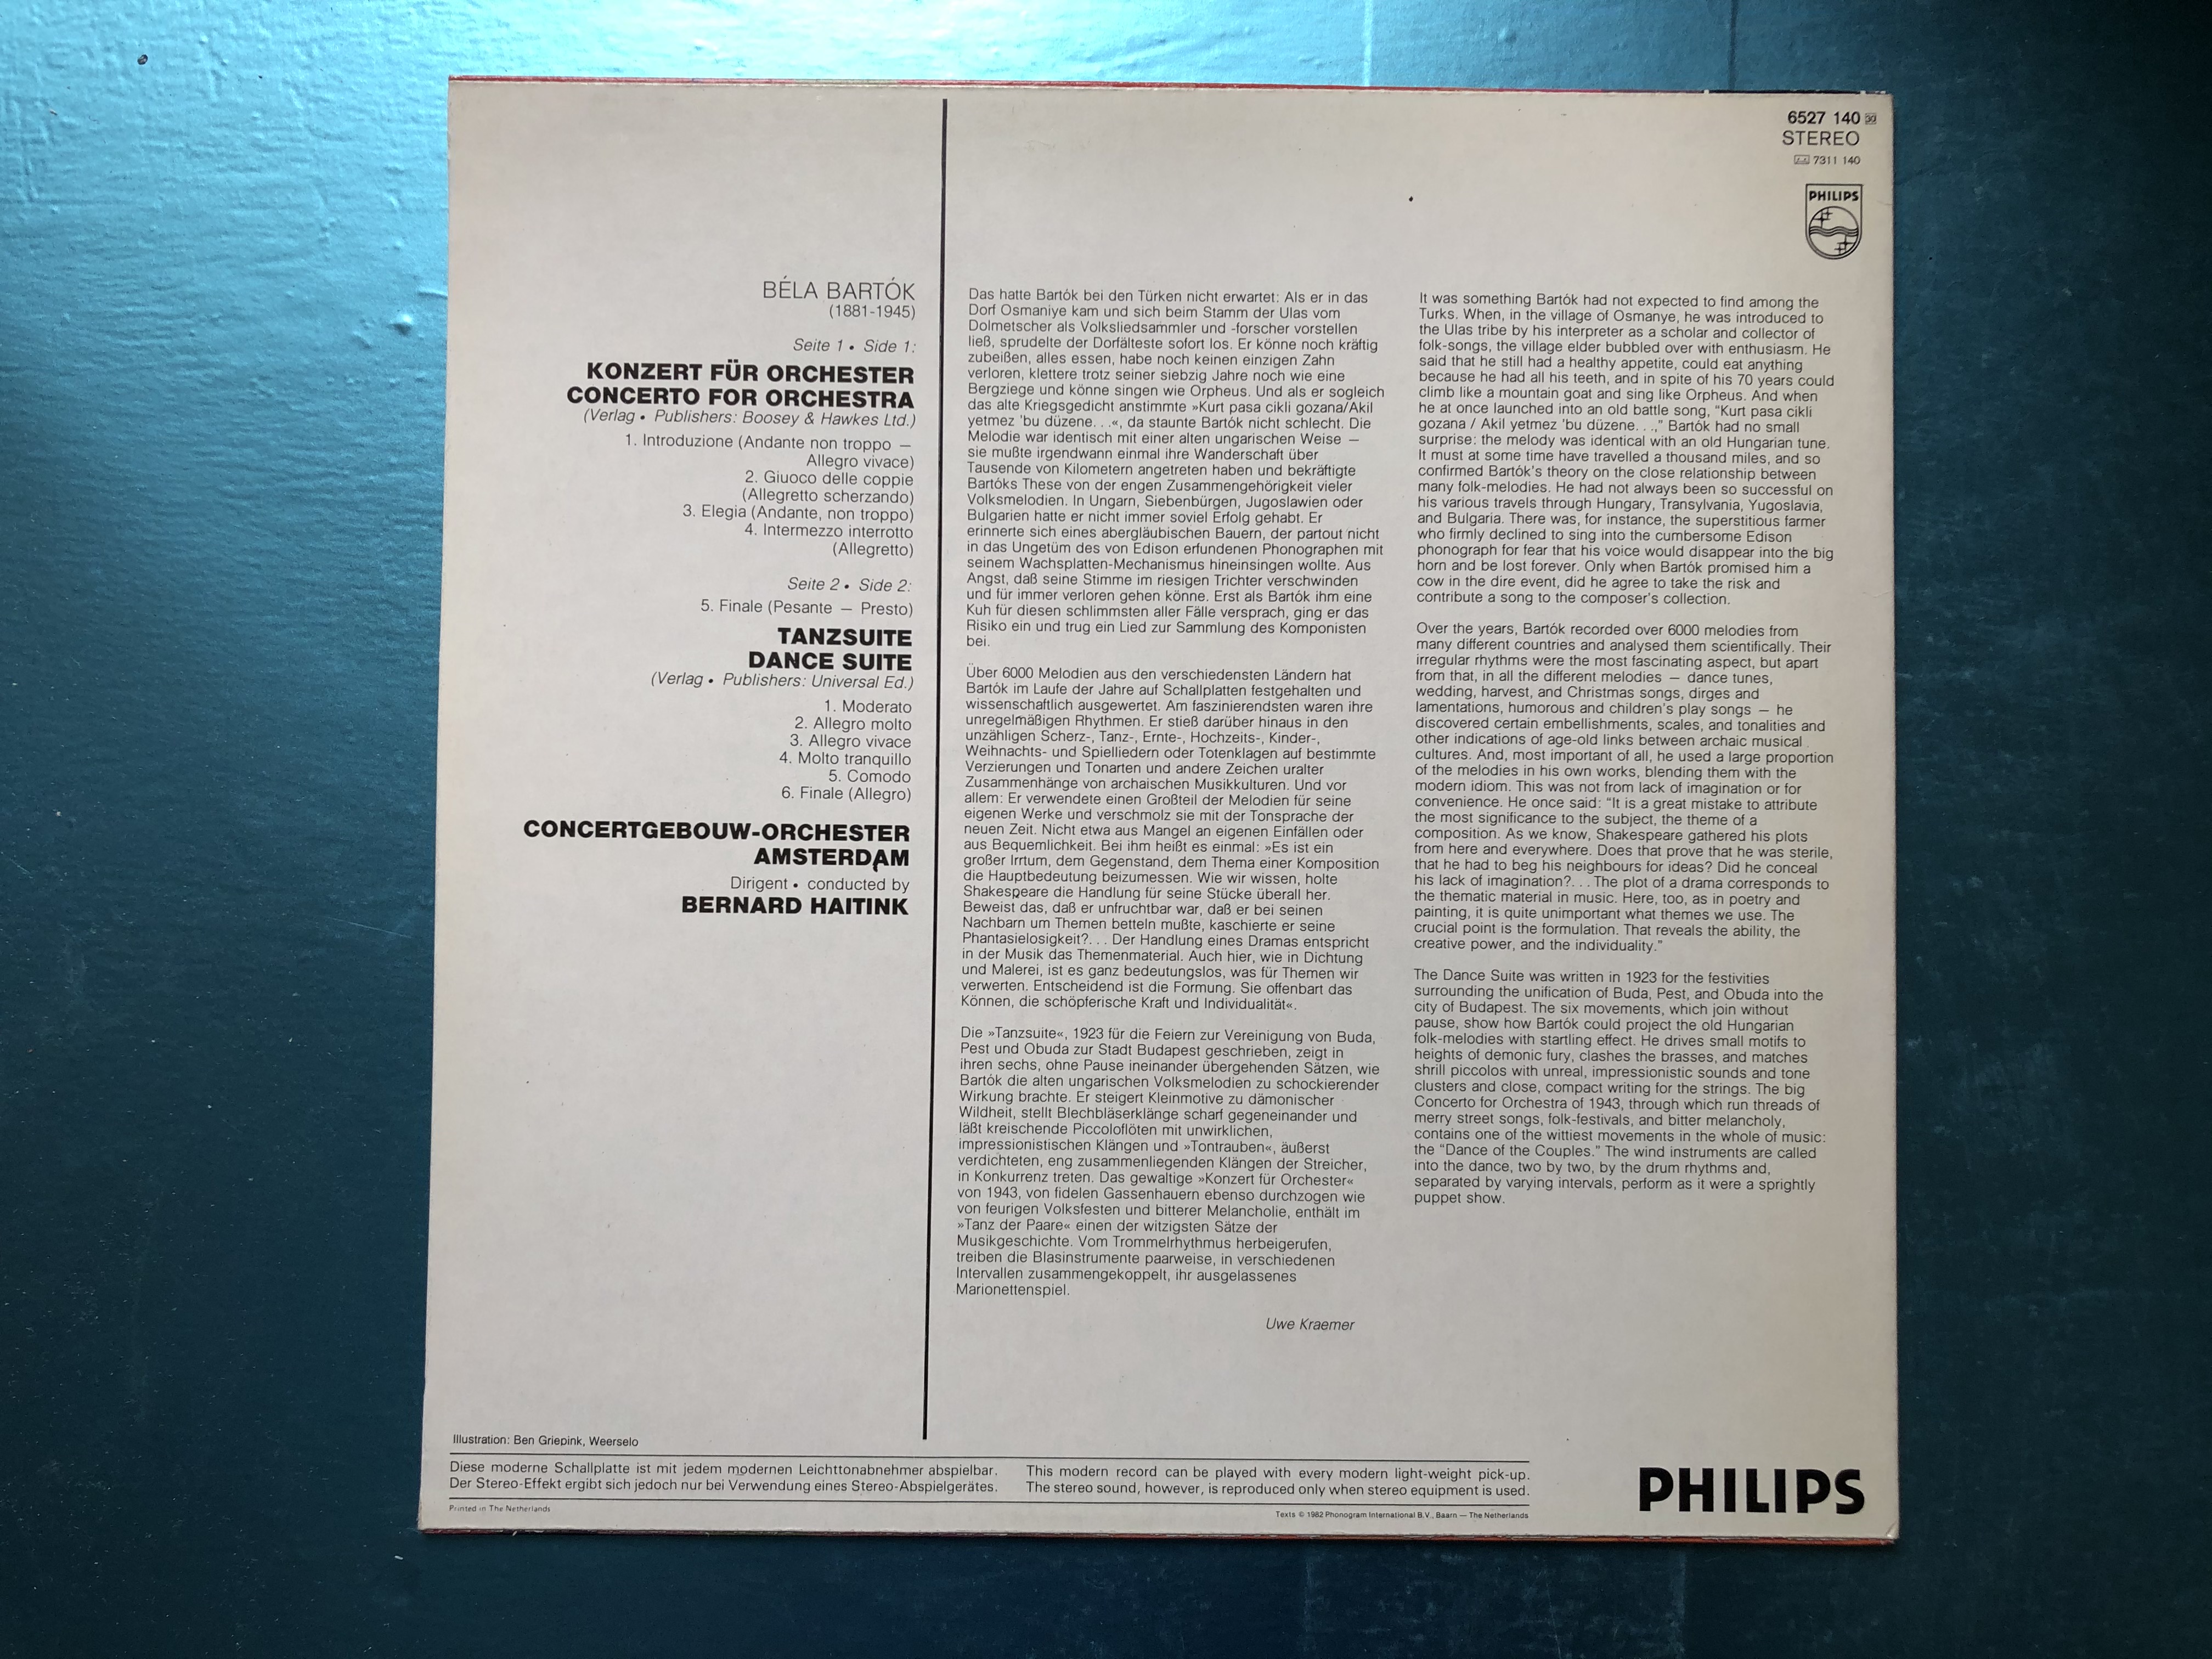 6527 140
STEREO
7311 140
PHILIPS
BÉLA BARTÓK
(1881-1945)
Seite 1 • Side 1:
KONZERT FÜR ORCHESTER
CONCERTO FOR ORCHESTRA
(Verlag • Publishers: Boosey & Hawkes Ltd.)
1. Introduzione (Andante non troppo —
Allegro vivace)
2. Giuoco delle coppie
(Allegretto scherzando)
3. Elegia (Andante, non troppo)
4. Intermezzo interrotto
(Allegretto)
Seite 2 • Side 2:
5. Finale (Pesante — Presto)
TANZSUITE
DANCE SUITE
(Verlag • Publishers: Universal Ed.)
1. Moderato
2. Allegro molto
3. Allegro vivace
4. Molto tranquillo
5. Comodo
6. Finale (Allegro)
CONCERTGEBOUW-ORCHESTER
AMSTERDAM
Dirigent • conducted by
BERNARD HAITINK
Das hatte Bartók bei den Türken nicht erwartet: Als er in das
Dorf Osmaniye kam und sich beim Stamm der Ulas vom
Dolmetscher als Volksliedsammler und -forscher vorstellen
ließ, sprudelte der Dorfälteste sofort los. Er könne noch kräftig
zubeißen, alles essen, habe noch keinen einzigen Zahn
verloren, klettere trotz seiner siebzig Jahre noch wie eine
Bergziege und könne singen wie Orpheus. Und als er sogleich
das alte Kriegsgedicht anstimmte »Kurt pasa cikli gozana/Akil
yetmez 'bu düzene. . .«, da staunte Bartók nicht schlecht. Die
Melodie war identisch mit einer alten ungarischen Weise —
sie mußte irgendwann einmal ihre Wanderschaft über
Tausende von Kilometern angetreten haben und bekräftigte
Bartóks These von der engen Zusammengehörigkeit vieler
Volksmelodien. In Ungarn, Siebenbürgen, Jugoslawien oder
Bulgarien hatte er nicht immer soviel Erfolg gehabt. Er
erinnerte sich eines abergläubischen Bauern, der partout nicht
in das Ungetüm des von Edison erfundenen Phonographen mit
seinem Wachsplatten-Mechanismus hineinsingen wollte. Aus
Angst, daß seine Stimme im riesigen Trichter verschwinden
und für immer verloren gehen könne. Erst als Bartók ihm eine
Kuh für diesen schlimmsten aller Fälle versprach, ging er das
Risiko ein und trug ein Lied zur Sammlung des Komponisten
bei.
Über 6000 Melodien aus den verschiedensten Ländern hat
Bartók im Laufe der Jahre auf Schallplatten festgehalten und
wissenschaftlich ausgewertet. Am faszinierendsten waren ihre
unregelmäßigen Rhythmen. Er stieß darüber hinaus in den
unzähligen Scherz-, Tanz-, Ernte-, Hochzeits-, Kinder-,
Weihnachts- und Spielliedern oder Totenklagen auf bestimmte
Verzierungen und Tonarten und andere Zeichen uralter
Zusammenhänge von archaischen Musikkulturen. Und vor
allem: Er verwendete einen Großteil der Melodien für seine
eigenen Werke und verschmolz sie mit der Tonsprache der
neuen Zeit. Nicht etwa aus Mangel an eigenen Einfällen oder
aus Bequemlichkeit. Bei ihm heißt es einmal: »Es ist ein
großer Irrtum, dem Gegenstand, dem Thema einer Komposition
die Hauptbedeutung beizumessen. Wie wir wissen, holte
Shakespeare die Handlung für seine Stücke überall her.
Beweist das, daß er unfruchtbar war, daß er bei seinen
Nachbarn um Themen betteln mußte, kaschierte er seine
Phantasielosigkeit?. . . Der Handlung eines Dramas entspricht
in der Musik das Themenmaterial. Auch hier, wie in Dichtung
und Malerei, ist es ganz bedeutungslos, was für Themen wir
verwerten. Entscheidend ist die Formung. Sie offenbart das
Können, die schöpferische Kraft und Individualität«.
Die »Tanzsuite«, 1923 für die Feiern zur Vereinigung von Buda,
Pest und Obuda zur Stadt Budapest geschrieben, zeigt in
ihren sechs, ohne Pause ineinander übergehenden Sätzen, wie
Bartók die alten ungarischen Volksmelodien zu schockierender
Wirkung brachte. Er steigert Kleinmotive zu dämonischer
Wildheit, stellt Blechbläserklänge scharf gegeneinander und
läßt kreischende Piccoloflöten mit unwirklichen,
impressionistischen Klängen und »Tontrauben«, äußerst
verdichteten, eng zusammenliegenden Klängen der Streicher,
in Konkurrenz treten. Das gewaltige »Konzert für Orchester«
von 1943, von fidelen Gassenhauern ebenso durchzogen wie
von feurigen Volksfesten und bitterer Melancholie, enthält im
»Tanz der Paare« einen der witzigsten Sätze der
Musikgeschichte. Vom Trommelrhythmus herbeigerufen,
treiben die Blasinstrumente paarweise, in verschiedenen
Intervallen zusammengekoppelt, ihr ausgelassenes
Marionettenspiel.
Uwe Kraemer
It was something Bartók had not expected to find among the
Turks. When, in the village of Osmanye, he was introduced to
the Ulas tribe by his interpreter as a scholar and collector of
folk-songs, the village elder bubbled over with enthusiasm. He
said that he still had a healthy appetite, could eat anything
because he had all his teeth, and in spite of his 70 years could
climb like a mountain goat and sing like Orpheus. And when
he at once launched into an old battle song, "Kurt pasa cikli
gozana / Akil yetmez 'bu düzene. . .," Bartók had no small
surprise: the melody was identical with an old Hungarian tune.
It must at some time have travelled a thousand miles, and so
confirmed Bartók's theory on the close relationship between
many folk-melodies. He had not always been so successful on
his various travels through Hungary, Transylvania, Yugoslavia,
and Bulgaria. There was, for instance, the superstitious farmer
who firmly declined to sing into the cumbersome Edison
phonograph for fear that his voice would disappear into the big
horn and be lost forever. Only when Bartók promised him a
cow in the dire event, did he agree to take the risk and
contribute a song to the composer's collection.
Over the years, Bartók recorded over 6000 melodies from
many different countries and analysed them scientifically. Their
irregular rhythms were the most fascinating aspect, but apart
from that, in all the different melodies — dance tunes,
wedding, harvest, and Christmas songs, dirges and
lamentations, humorous and children's play songs — he
discovered certain embellishments, scales, and tonalities and
other indications of age-old links between archaic musical
cultures. And, most important of all, he used a large proportion
of the melodies in his own works, blending them with the
modern idiom. This was not from lack of imagination or for
convenience. He once said: "It is a great mistake to attribute
the most significance to the subject, the theme of a
composition. As we know, Shakespeare gathered his plots
from here and everywhere. Does that prove that he was sterile,
that he had to beg his neighbours for ideas? Did he conceal
his lack of imagination?. . . The plot of a drama corresponds to
the thematic material in music. Here, too, as in poetry and
painting, it is quite unimportant what themes we use. The
crucial point is the formulation. That reveals the ability, the
creative power, and the individuality."
The Dance Suite was written in 1923 for the festivities
surrounding the unification of Buda, Pest, and Obuda into the
city of Budapest. The six movements, which join without
pause, show how Bartók could project the old Hungarian
folk-melodies with startling effect. He drives small motifs to
heights of demonic fury, clashes the brasses, and matches
shrill piccolos with unreal, impressionistic sounds and tone
clusters and close, compact writing for the strings. The big
Concerto for Orchestra of 1943, through which run threads of
merry street songs, folk-festivals, and bitter melancholy,
contains one of the wittiest movements in the whole of music:
the "Dance of the Couples." The wind instruments are called
into the dance, two by two, by the drum rhythms and,
separated by varying intervals, perform as it were a sprightly
puppet show.
Illustration: Ben Griepink, Weerselo
Diese moderne Schallplatte ist mit jedem modernen Leichttonabnehmer abspielbar.
Der Stereo-Effekt ergibt sich jedoch nur bei Verwendung eines Stereo-Abspielgerätes.
This modern record can be played with every modern light-weight pick-up.
The stereo sound, however, is reproduced only when stereo equipment is used.
Printed in The Netherlands
Texts © 1982 Phonogram International B.V., Baarn — The Netherlands
PHILIPS